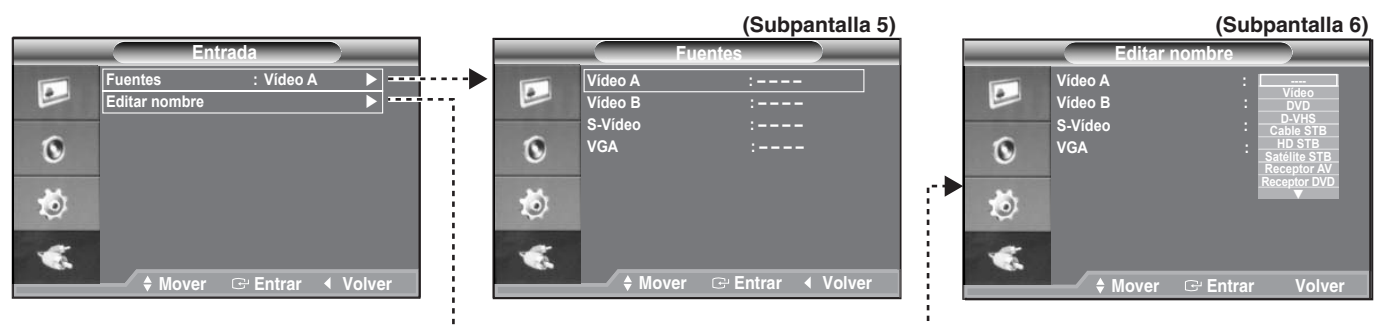 (Subpantalla 5)
(Subpantalla 6)
Entrada
Fuentes : Vídeo A
Editar nombre
Mover Entrar Volver
Fuentes
Vídeo A :----
Vídeo B :----
S-Vídeo :----
VGA :----
Mover Entrar Volver
Editar nombre
Vídeo A :
Vídeo B :
S-Vídeo :
VGA :
----
Vídeo
DVD
D-VHS
Cable STB
HD STB
Satélite STB
Receptor AV
Receptor DVD
Mover Entrar Volver